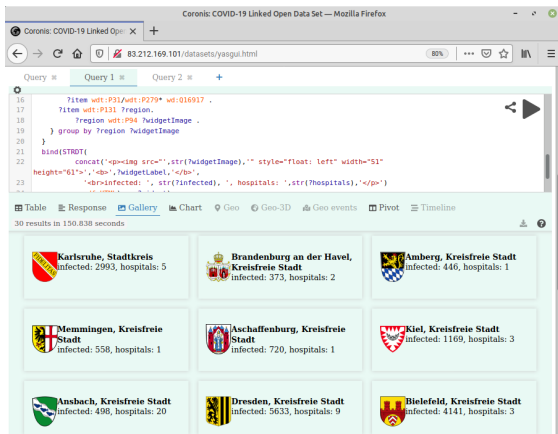 Coronis: COVID-19 Linked Open Data Set — Mozilla Firefox
Coronis: COVID-19 Linked Ope
83.212.169.101/datasets/yasgui.html
80%
Query Query 1 Query 2 +
16 ?item wdt:P31/wdt:P279* wd:Q16917 .
17 ?item wdt:P131 ?region.
18 ?region wdt:P94 ?widgetImage .
19 } group by ?region ?widgetImage
20 }
21 bind(STRDT(
22 concat('<p><img src="',str(?widgetImage),'" style="float: left" width="51"
height="61">','<b>',?widgetLabel,'</b>',
23 '<br>infected: ', str(?infected), ', hospitals: ',str(?hospitals),'</p>')
Table Response Gallery Chart Geo Geo-3D Geo events Pivot Timeline
30 results in 150.838 seconds
Karlsruhe, Stadtkreis
infected: 2993, hospitals: 5
Brandenburg an der Havel,
Kreisfreie Stadt
infected: 373, hospitals: 2
Amberg, Kreisfreie Stadt
infected: 446, hospitals: 1
Memmingen, Kreisfreie
Stadt
infected: 558, hospitals: 1
Aschaffenburg, Kreisfreie
Stadt
infected: 720, hospitals: 1
Kiel, Kreisfreie Stadt
infected: 1169, hospitals: 3
Ansbach, Kreisfreie Stadt
infected: 498, hospitals: 20
Dresden, Kreisfreie Stadt
infected: 5633, hospitals: 9
Bielefeld, Kreisfreie Stadt
infected: 4141, hospitals: 3